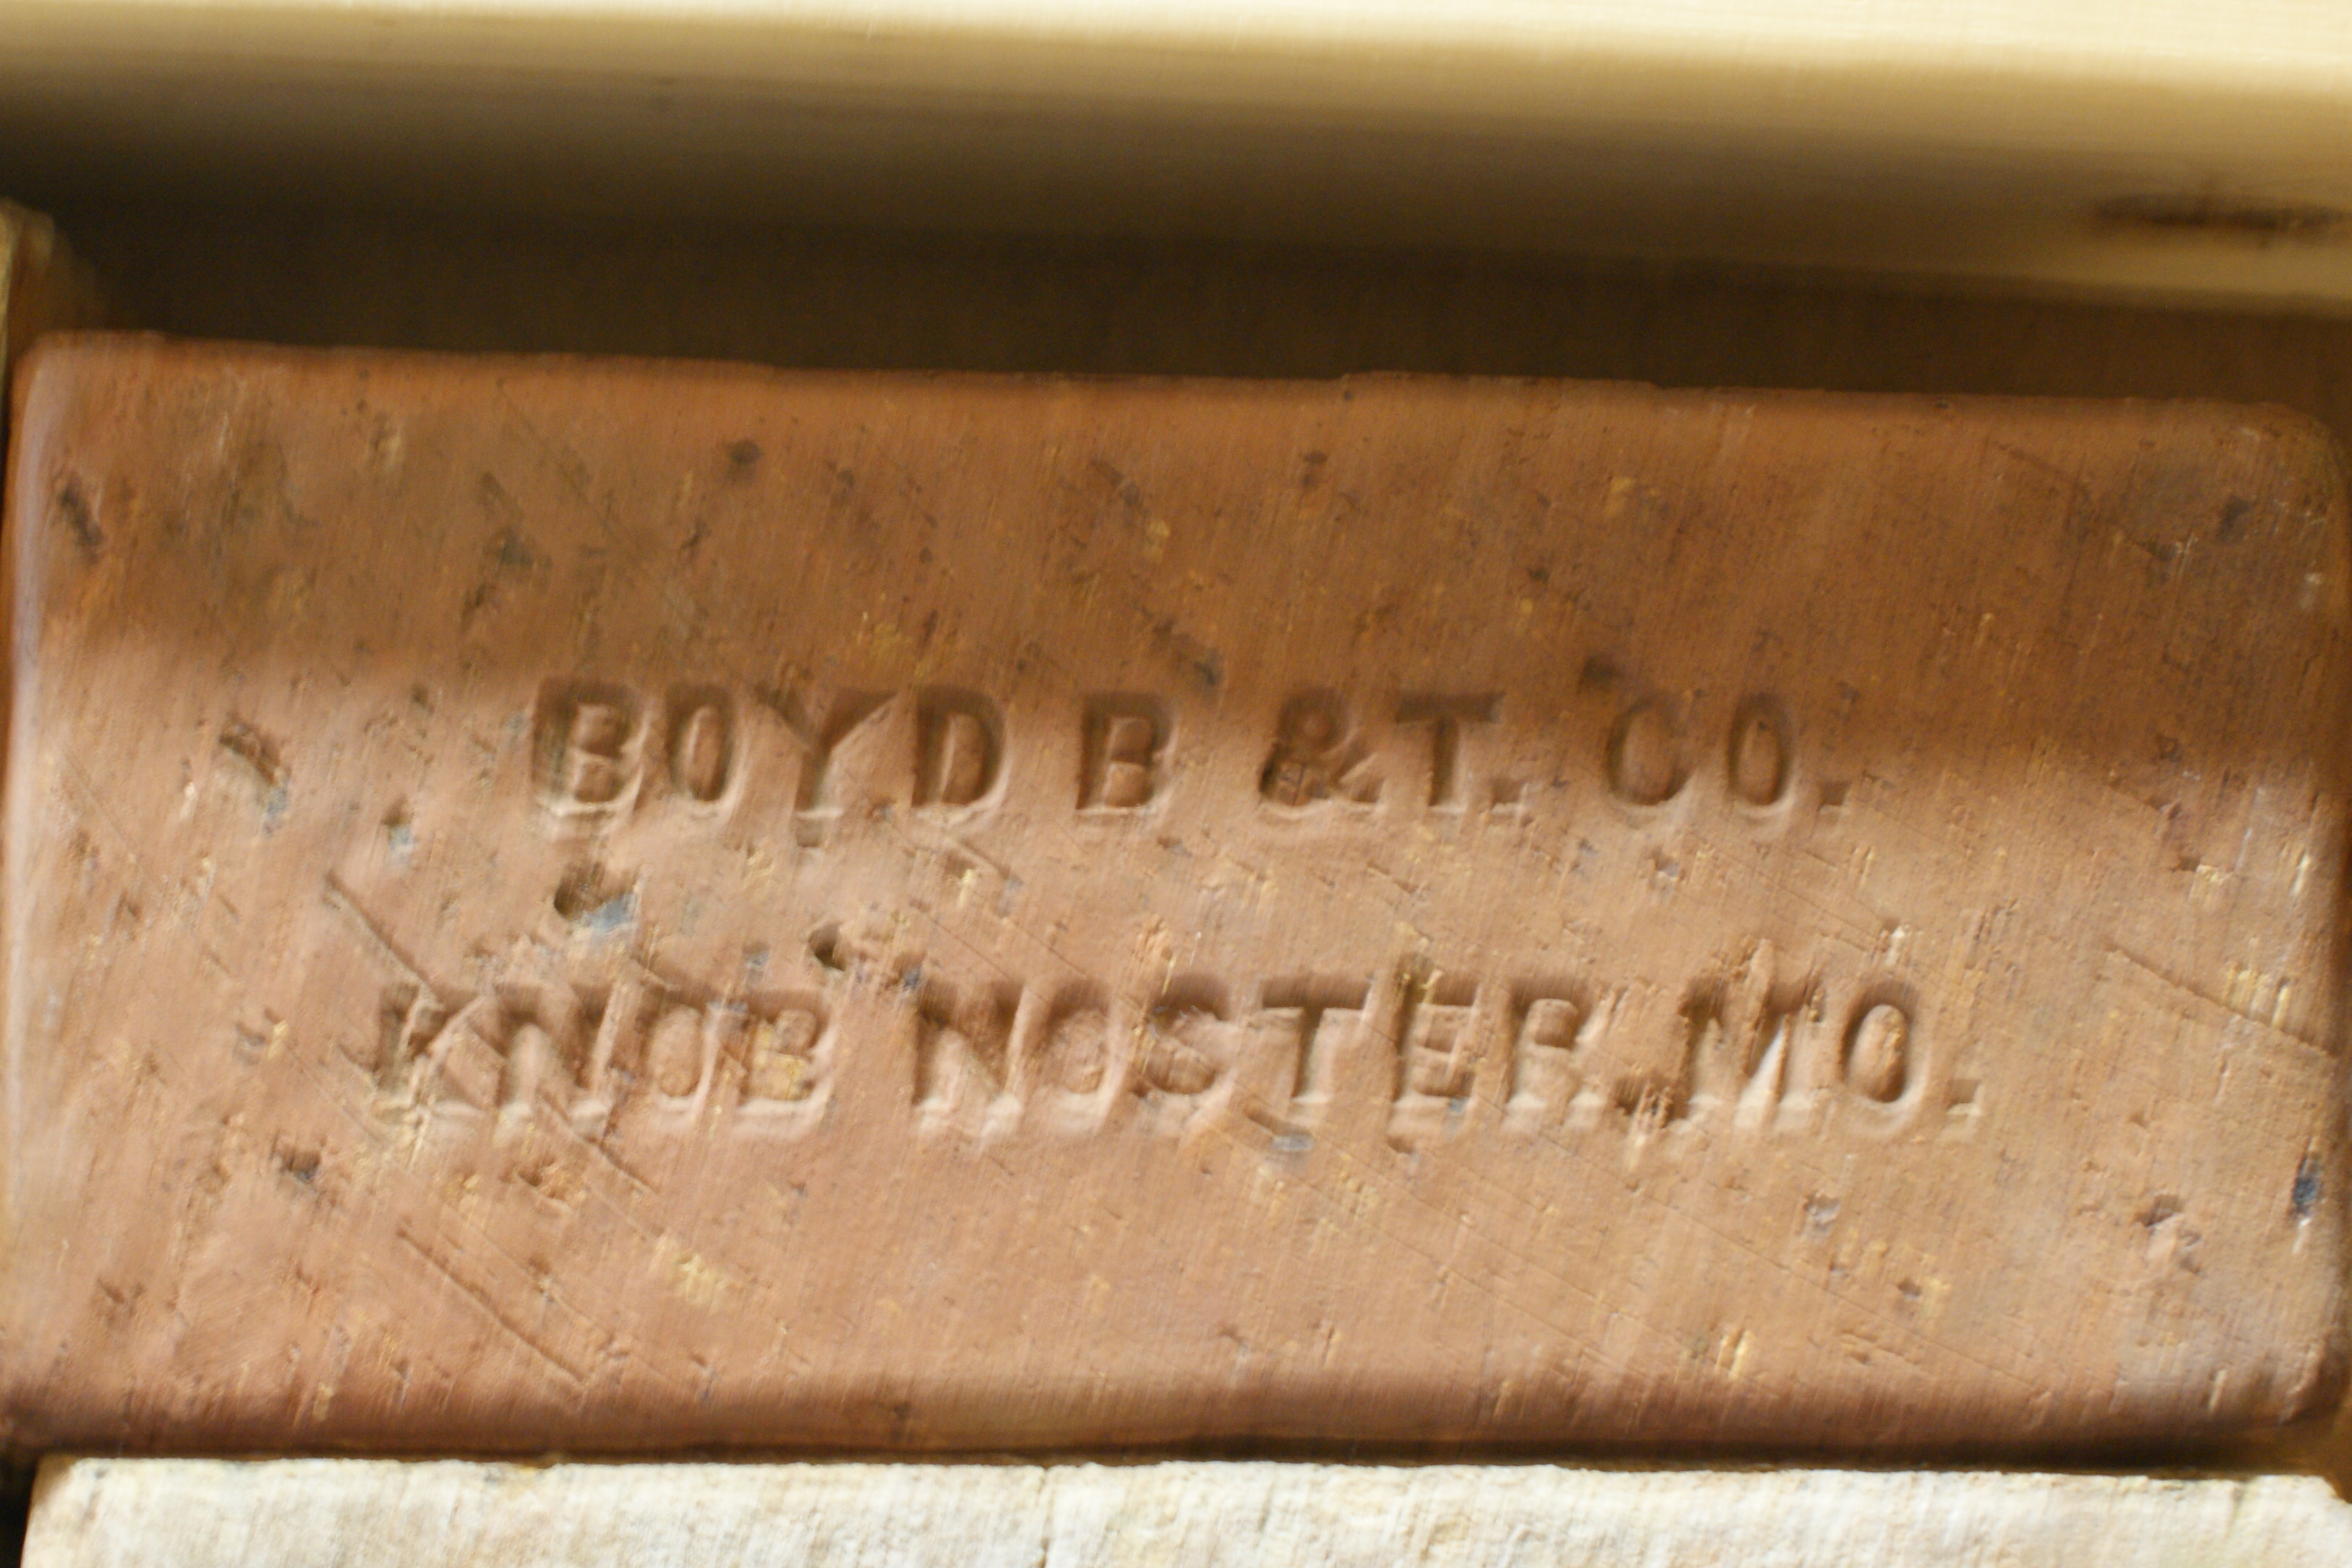 BOYD B & T. CO.
KNOB NOSTER. MO.